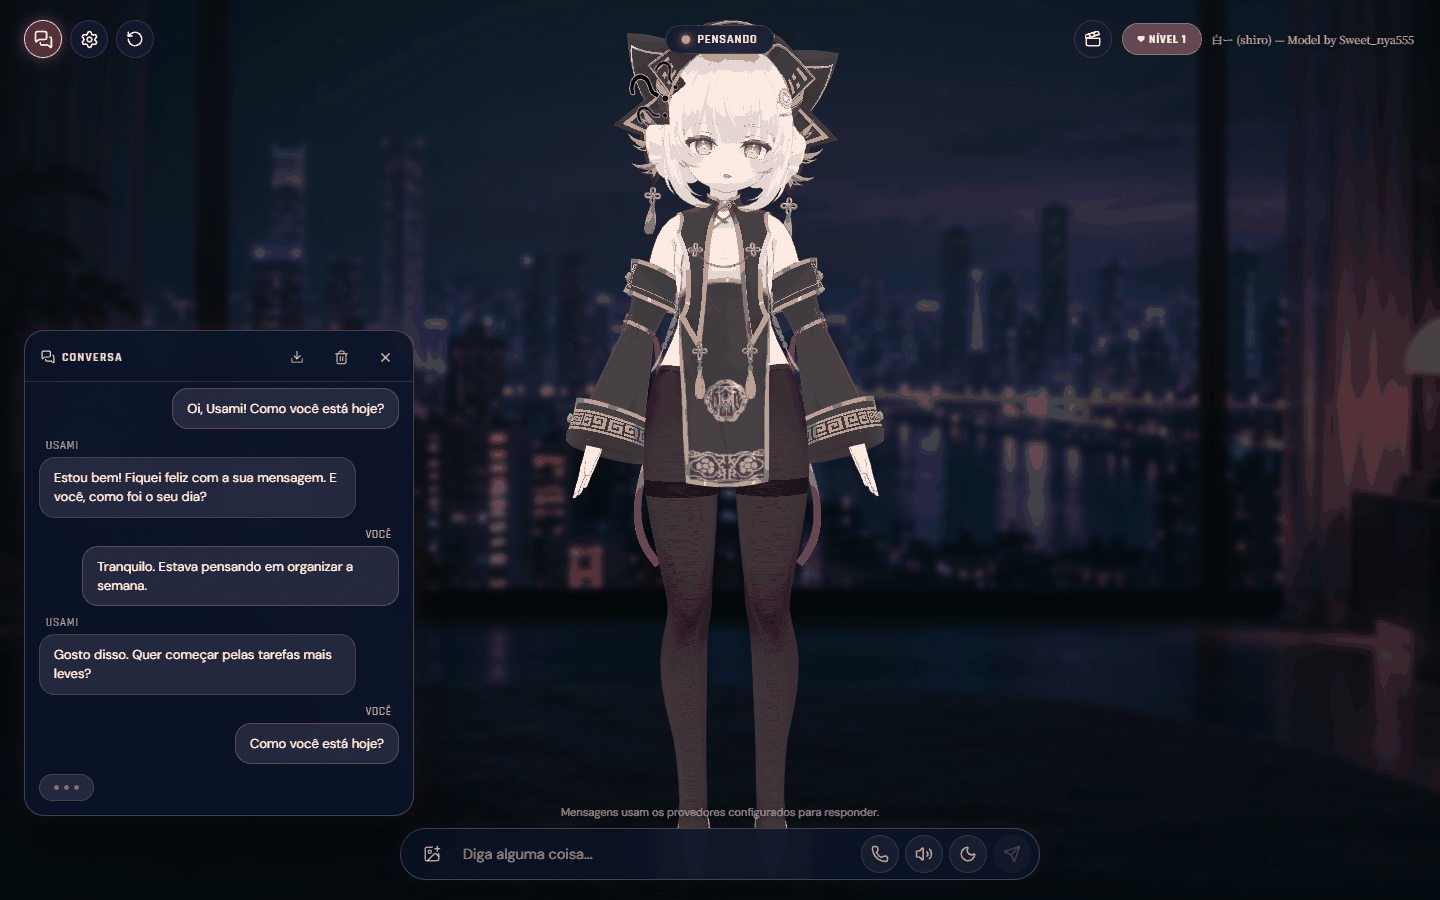 PENSANDO
NÍVEL 1
白一 (shiro) — Model by Sweet_nya555
??
?
CONVERSA
Oi, Usami! Como você está hoje?
USAMI
Estou bem! Fiquei feliz com a sua mensagem. E
você, como foi o seu dia?
VOCÊ
Tranquilo. Estava pensando em organizar a
semana.
USAMI
Gosto disso. Quer começar pelas tarefas mais
leves?
VOCÊ
Como você está hoje?
Mensagens usam os provedores configurados para responder.
Diga alguma coisa...